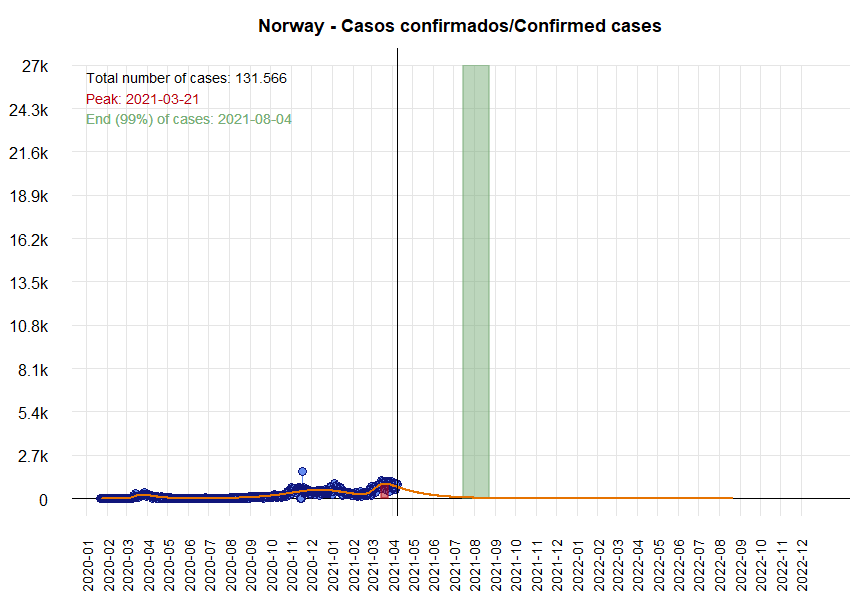 Norway - Casos confirmados/Confirmed cases
27k
24.3k
21.6k
18.9k
16.2k
13.5k
10.8k
8.1k
5.4k
2.7k
0
Total number of cases: 131.566
Peak: 2021-03-21
End (99%) of cases: 2021-08-04
2020-01
2020-02
2020-03
2020-04
2020-05
2020-06
2020-07
2020-08
2020-09
2020-10
2020-11
2020-12
2021-01
2021-02
2021-03
2021-04
2021-05
2021-06
2021-07
2021-08
2021-09
2021-10
2021-11
2021-12
2022-01
2022-02
2022-03
2022-04
2022-05
2022-06
2022-07
2022-08
2022-09
2022-10
2022-11
2022-12